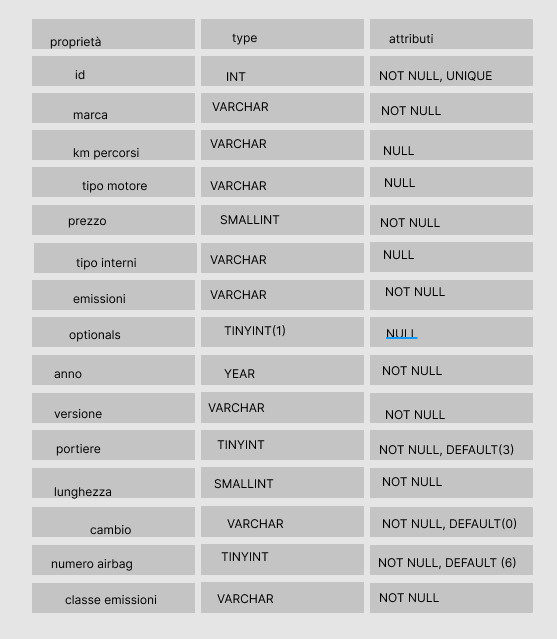 proprietà type attributi
id INT NOT NULL, UNIQUE
marca VARCHAR NOT NULL
km percorsi VARCHAR NULL
tipo motore VARCHAR NULL
prezzo SMALLINT NOT NULL
tipo interni VARCHAR NULL
emissioni VARCHAR NOT NULL
optionals TINYINT(1) NULL
anno YEAR NOT NULL
versione VARCHAR NOT NULL
portiere TINYINT NOT NULL, DEFAULT(3)
lunghezza SMALLINT NOT NULL
cambio VARCHAR NOT NULL, DEFAULT(0)
numero airbag TINYINT NOT NULL, DEFAULT (6)
classe emissioni VARCHAR NOT NULL